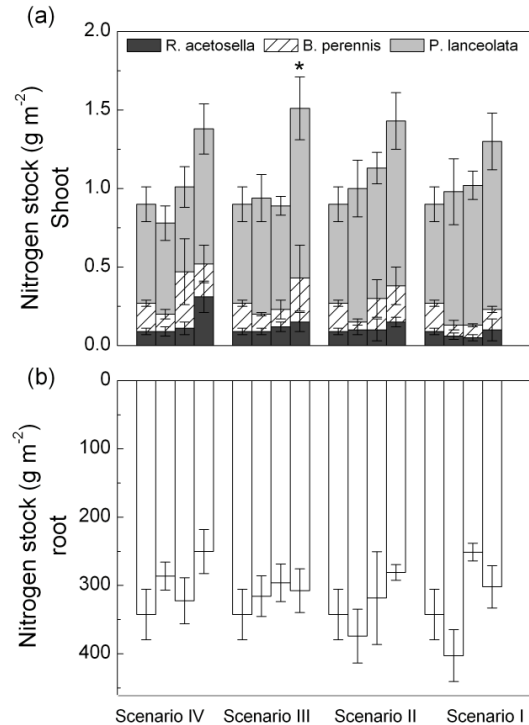 (a)
R. acetosella B. perennis P. lanceolata
*
2.0
1.5
1.0
0.5
0.0
Nitrogen stock (g m⁻²)
Shoot
(b)
0
100
200
300
400
Nitrogen stock (g m⁻²)
root
Scenario IV Scenario III Scenario II Scenario I